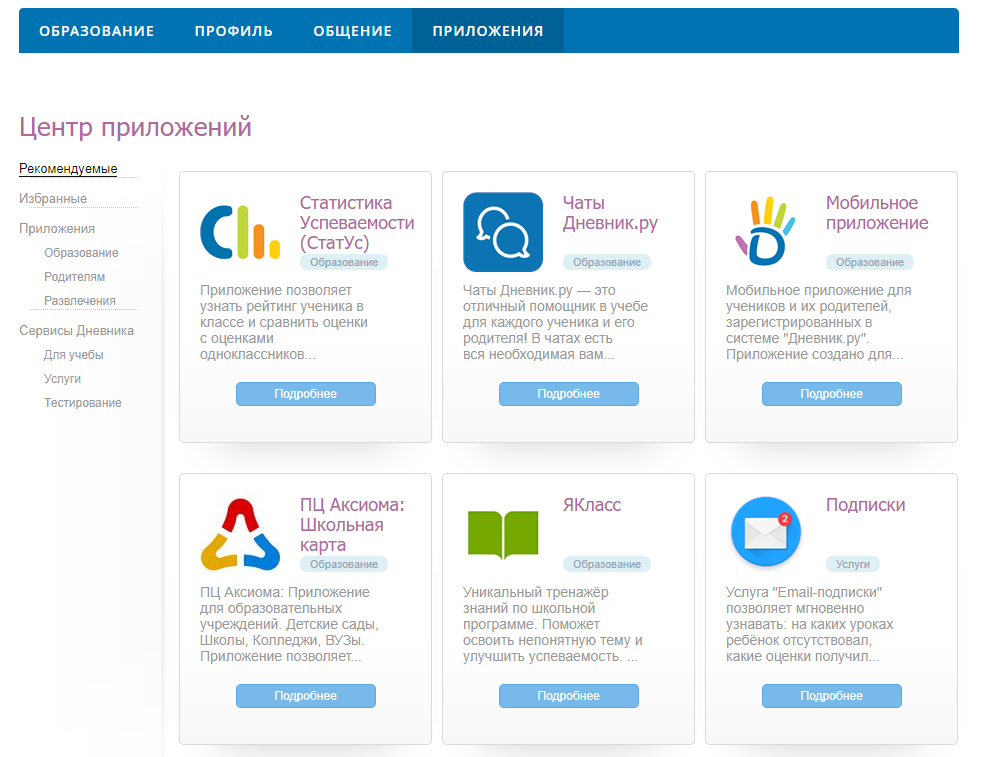 ОБРАЗОВАНИЕ ПРОФИЛЬ ОБЩЕНИЕ ПРИЛОЖЕНИЯ
Центр приложений
Рекомендуемые
Избранные
Приложения
Образование
Родителям
Развлечения
Сервисы Дневника
Для учебы
Услуги
Тестирование
Статистика
Успеваемости
(СтатУс)
Образование
Приложение позволяет
узнать рейтинг ученика в
классе и сравнить оценки
с оценками
одноклассников...
Подробнее
Чаты
Дневник.ру
Образование
Чаты Дневник.ру — это
отличный помощник в учебе
для каждого ученика и его
родителя! В чатах есть
вся необходимая вам...
Подробнее
Мобильное
приложение
Образование
Мобильное приложение для
учеников и их родителей,
зарегистрированных в
системе "Дневник.ру".
Приложение создано для...
Подробнее
ПЦ Аксиома:
Школьная
карта
Образование
ПЦ Аксиома: Приложение
для образовательных
учреждений. Детские сады,
Школы, Колледжи, ВУЗы.
Приложение позволяет...
Подробнее
ЯКласс
Образование
Уникальный тренажёр
знаний по школьной
программе. Поможет
освоить непонятную тему и
улучшить успеваемость. ...
Подробнее
2
Подписки
Услуги
Услуга "Email-подписки"
позволяет мгновенно
узнавать: на каких уроках
ребёнок отсутствовал,
какие оценки получил...
Подробнее